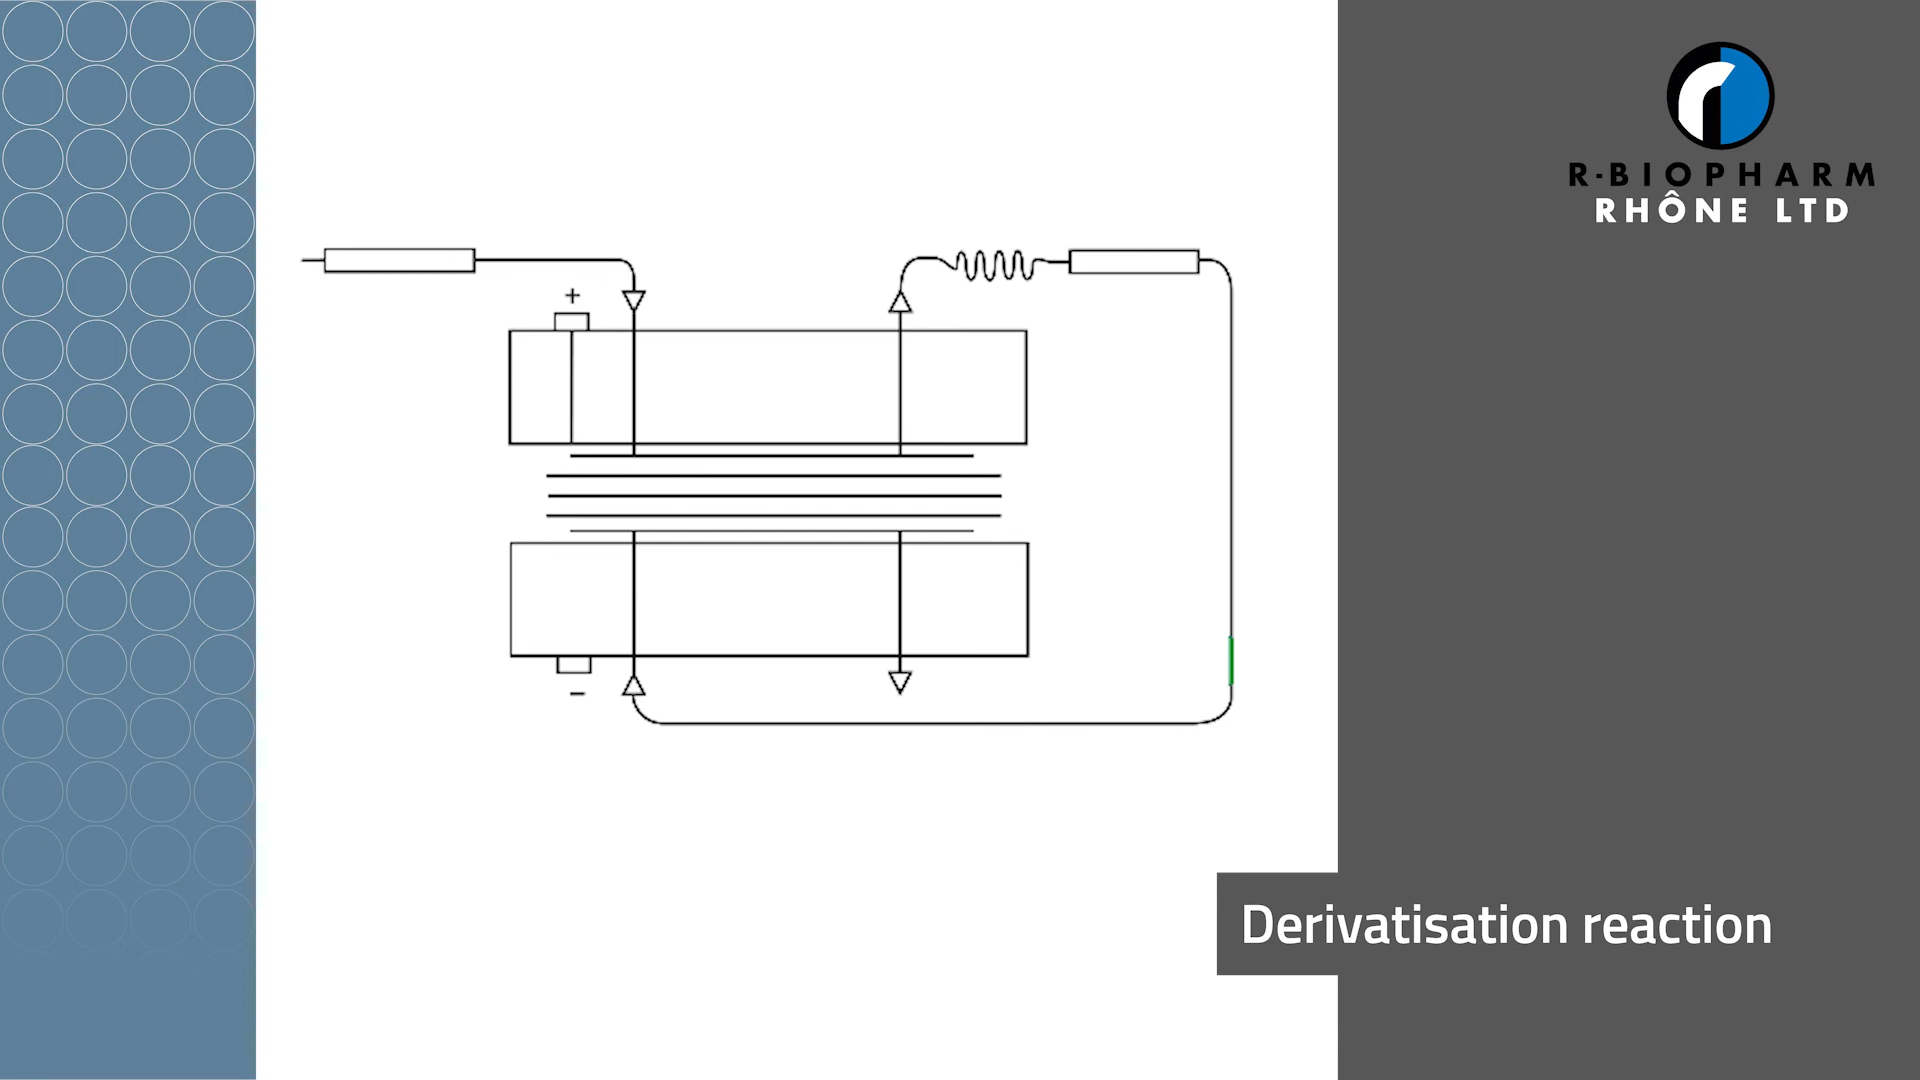 R-BIOPHARM
RHÔNE LTD
+
–
Derivatisation reaction